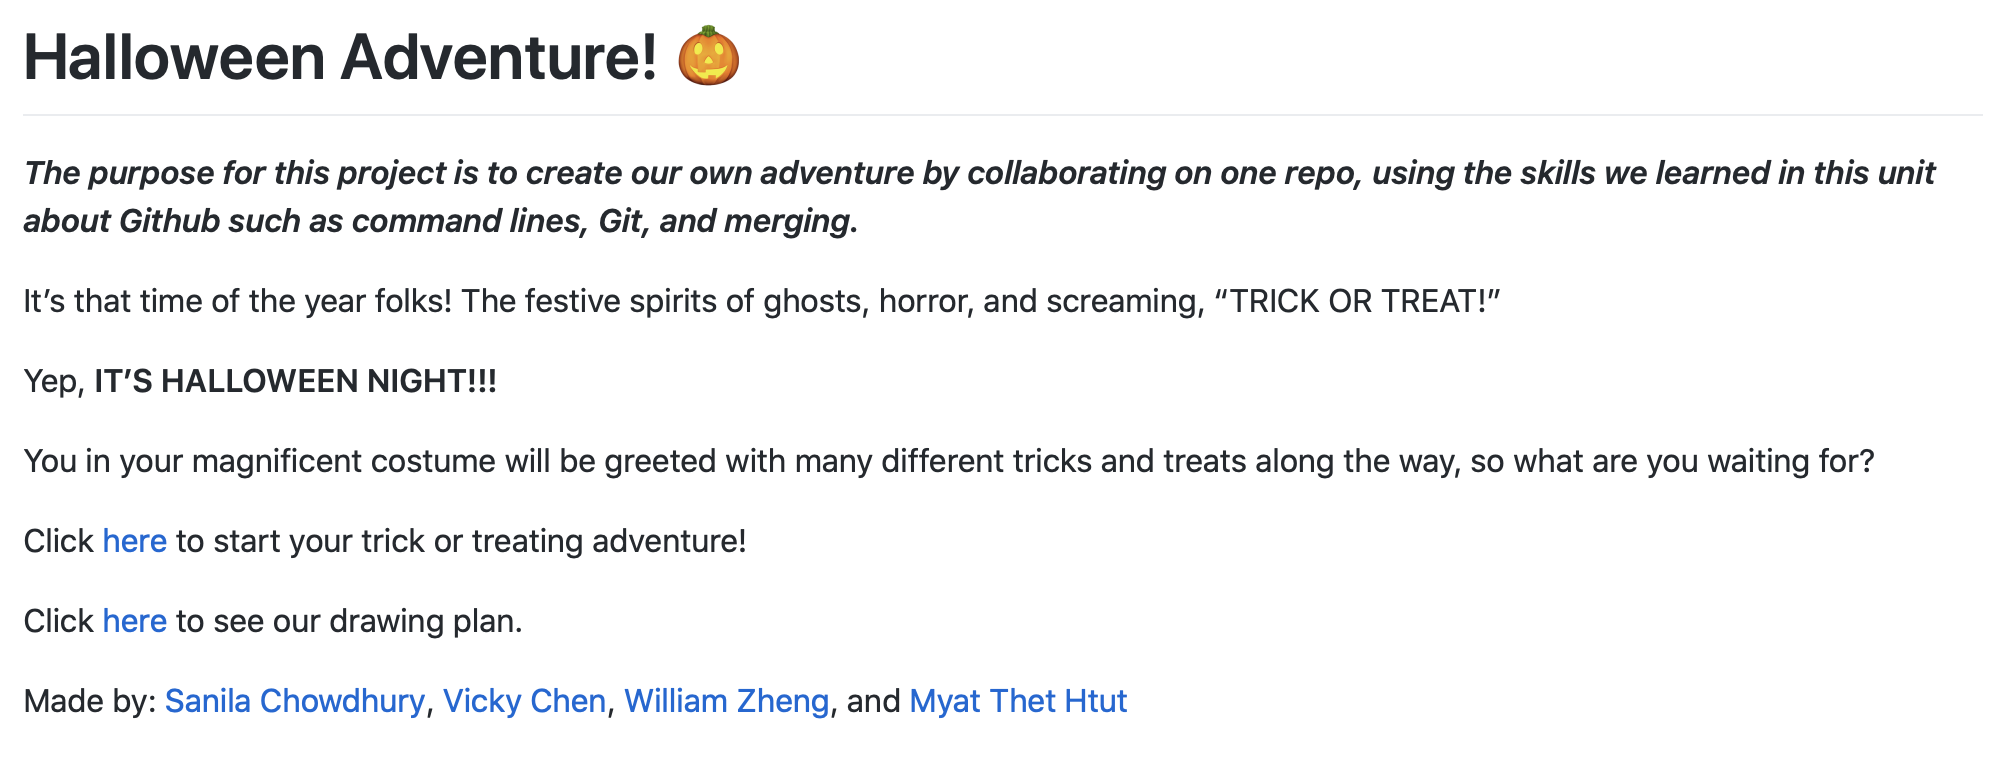 Halloween Adventure! 🎃
The purpose for this project is to create our own adventure by collaborating on one repo, using the skills we learned in this unit
about Github such as command lines, Git, and merging.
It’s that time of the year folks! The festive spirits of ghosts, horror, and screaming, “TRICK OR TREAT!”
Yep, IT’S HALLOWEEN NIGHT!!!
You in your magnificent costume will be greeted with many different tricks and treats along the way, so what are you waiting for?
Click here to start your trick or treating adventure!
Click here to see our drawing plan.
Made by: Sanila Chowdhury, Vicky Chen, William Zheng, and Myat Thet Htut